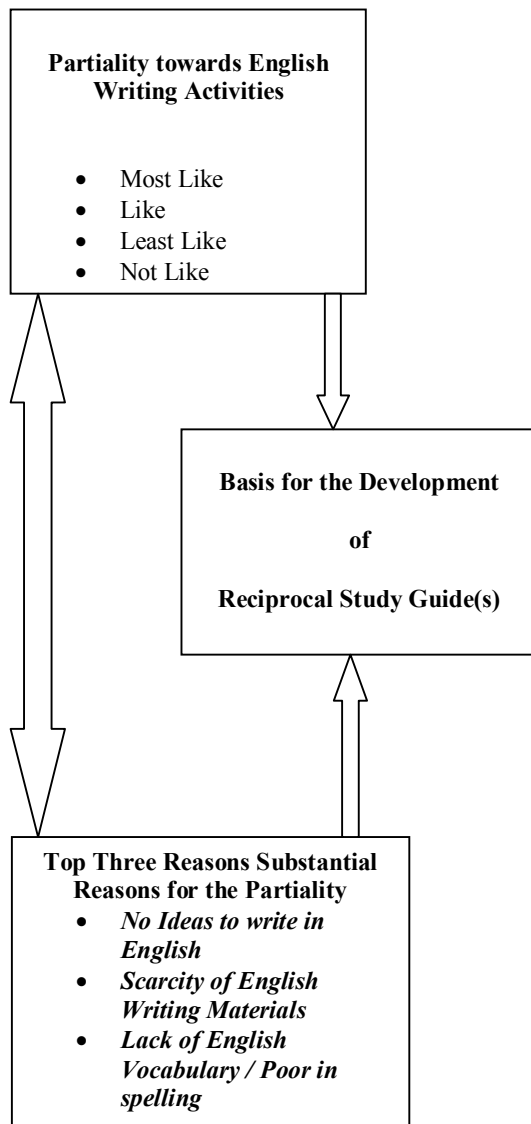 Partiality towards English
Writing Activities
• Most Like
• Like
• Least Like
• Not Like
Basis for the Development
of
Reciprocal Study Guide(s)
Top Three Reasons Substantial
Reasons for the Partiality
• No Ideas to write in
English
• Scarcity of English
Writing Materials
• Lack of English
Vocabulary / Poor in
spelling